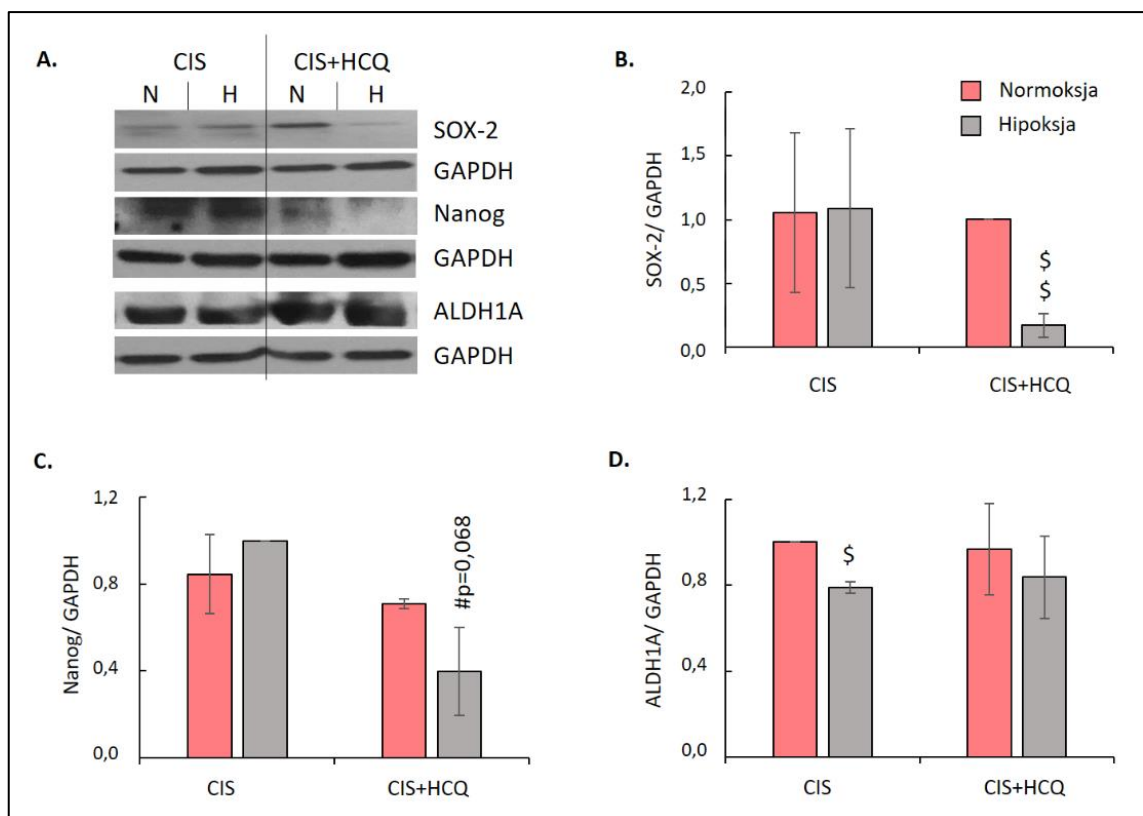 A.
CIS CIS+HCQ
N H N H
SOX-2
GAPDH
Nanog
GAPDH
ALDH1A
GAPDH
B.
Normoksja
Hipoksja
SOX-2/ GAPDH
2,0
1,5
1,0
0,5
0,0
$
$
CIS CIS+HCQ
C.
Nanog/ GAPDH
1,2
0,8
0,4
0,0
#p=0,068
CIS CIS+HCQ
D.
ALDH1A/ GAPDH
1,2
0,8
0,4
0,0
$
CIS CIS+HCQ